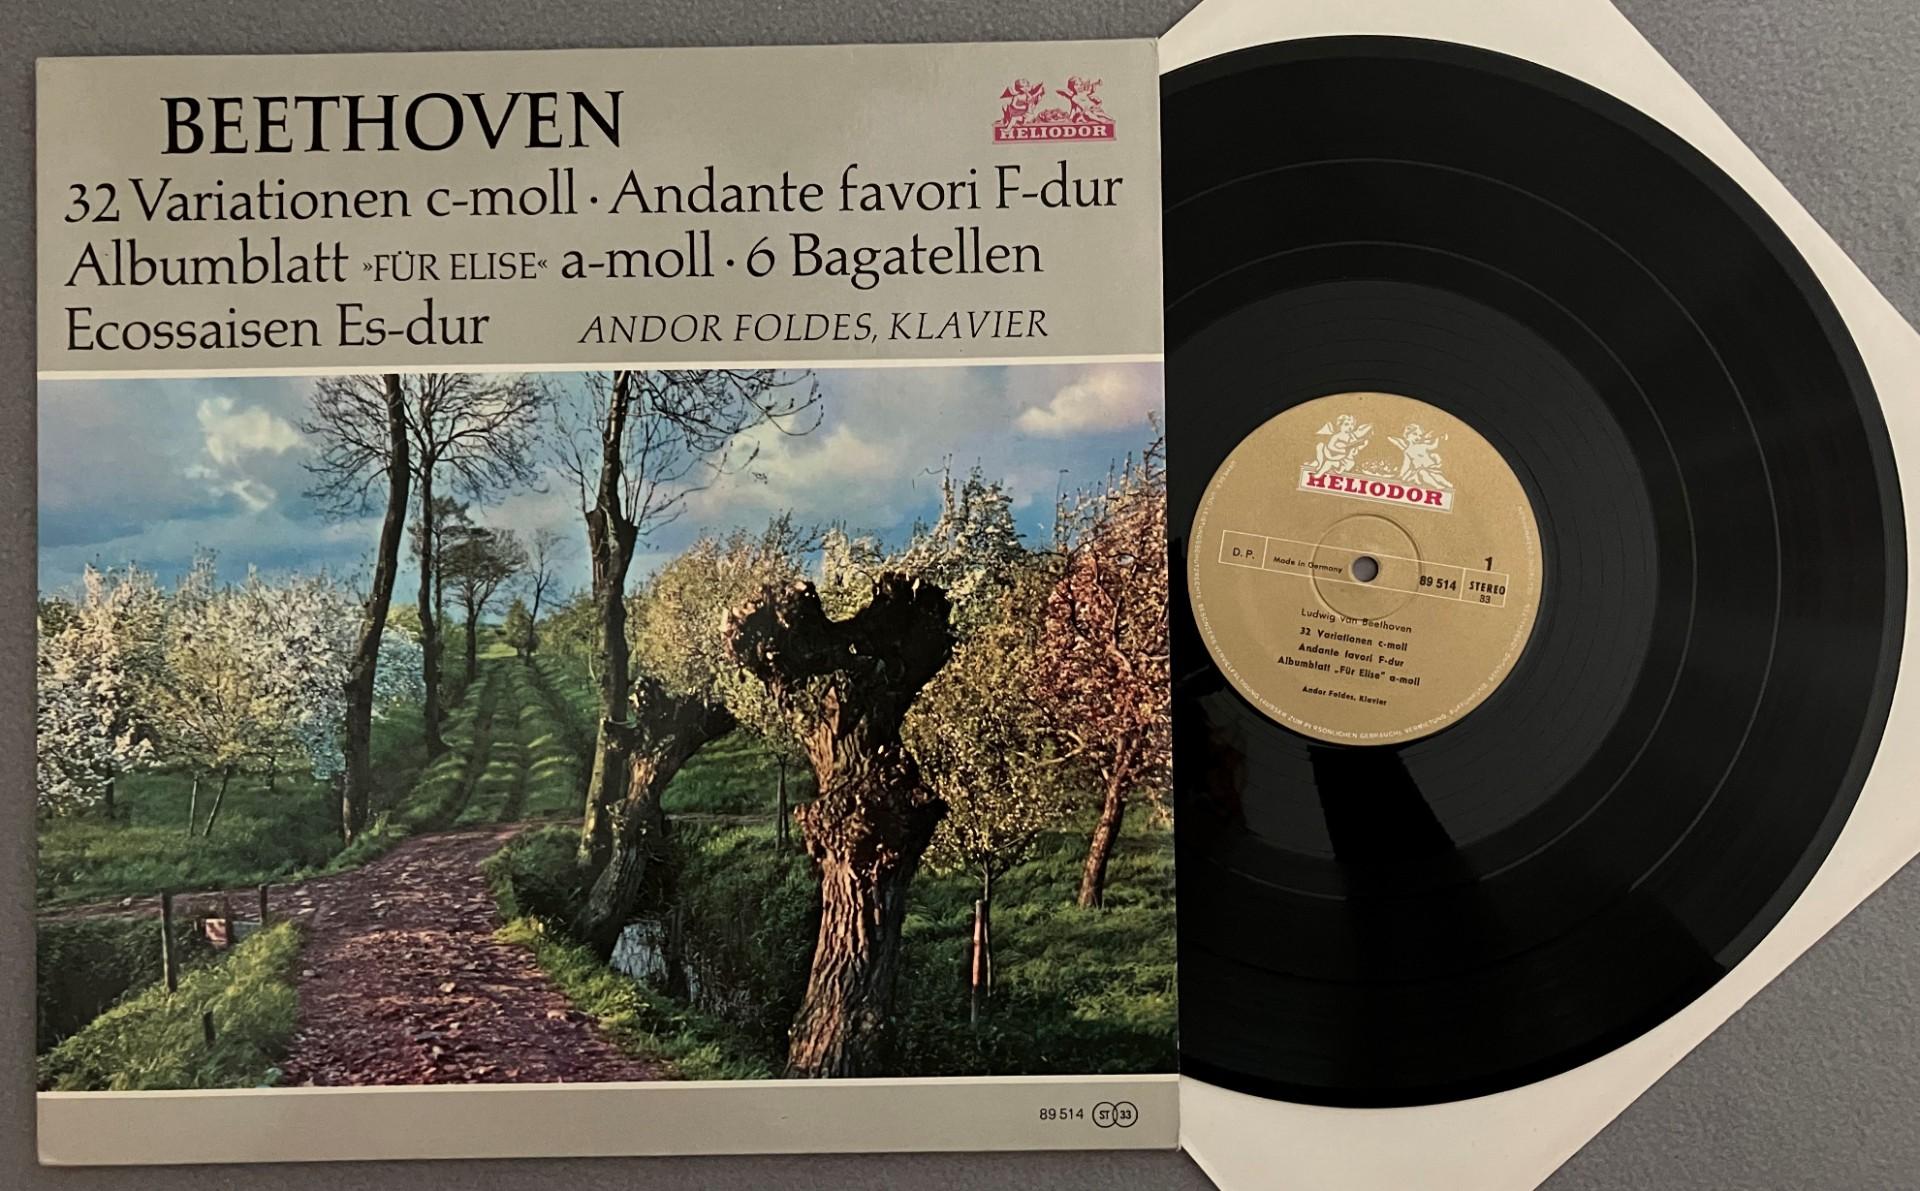 BEETHOVEN
HELIODOR
32 Variationen c-moll · Andante favori F-dur
Albumblatt »FÜR ELISE« a-moll · 6 Bagatellen
Ecossaisen Es-dur ANDOR FOLDES, KLAVIER
89 514 ST 33
HELIODOR
D. P. Made in Germany 89 514 1 STEREO
33
Ludwig van Beethoven
32 Variationen c-moll
Andante favori F-dur
Albumblatt „Für Elise" a-moll
Andor Foldes, Klavier